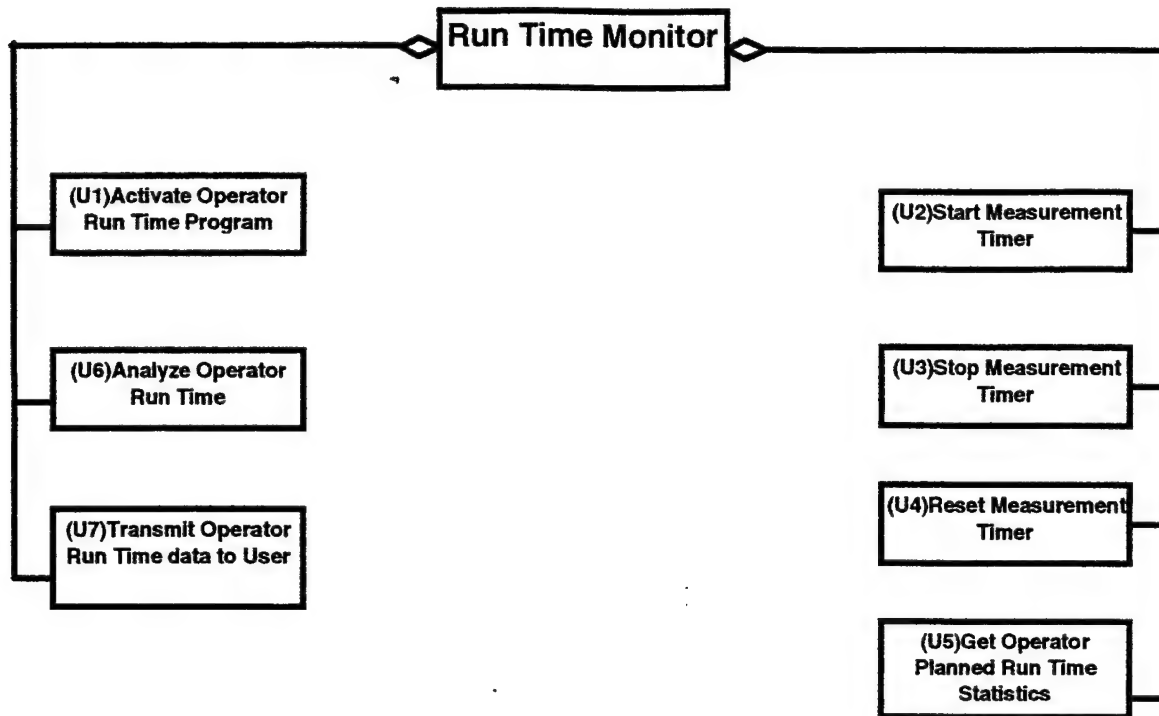 Run Time Monitor
(U1)Activate Operator
Run Time Program
(U6)Analyze Operator
Run Time
(U7)Transmit Operator
Run Time data to User
(U2)Start Measurement
Timer
(U3)Stop Measurement
Timer
(U4)Reset Measurement
Timer
(U5)Get Operator
Planned Run Time
Statistics